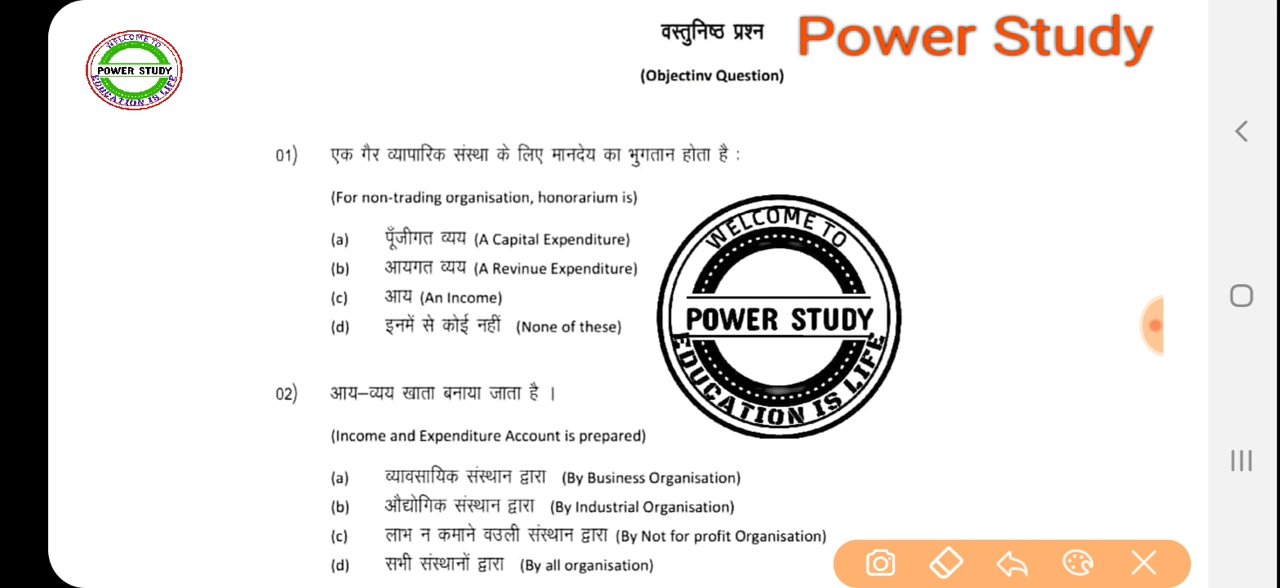 WELCOME TO
POWER STUDY
EDUCATION IS LIFE
वस्तुनिष्ठ प्रश्न
Power Study
(Objectinv Question)
01) एक गैर व्यापारिक संस्था के लिए मानदेय का भुगतान होता है :
(For non-trading organisation, honorarium is)
(a) पूँजीगत व्यय (A Capital Expenditure)
(b) आयगत व्यय (A Revinue Expenditure)
(c) आय (An Income)
(d) इनमें से कोई नहीं (None of these)
WELCOME TO
POWER STUDY
EDUCATION IS LIFE
02) आय–व्यय खाता बनाया जाता है ।
(Income and Expenditure Account is prepared)
(a) व्यावसायिक संस्थान द्वारा (By Business Organisation)
(b) औद्योगिक संस्थान द्वारा (By Industrial Organisation)
(c) लाभ न कमाने वउली संस्थान द्वारा (By Not for profit Organisation)
(d) सभी संस्थानों द्वारा (By all organisation)